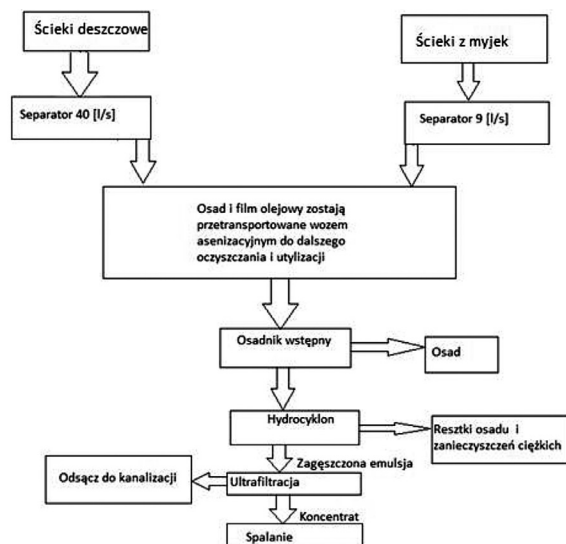 Ścieki deszczowe
Ścieki z myjek
Separator 40 [l/s]
Separator 9 [l/s]
Osad i film olejowy zostają
przetransportowane wozem
asenizacyjnym do dalszego
oczyszczania i utylizacji
Osadnik wstępny
Osad
Hydrocyklon
Resztki osadu i
zanieczyszczeń ciężkich
Zagęszczona emulsja
Odsącz do kanalizacji
Ultrafiltracja
Koncentrat
Spalanie